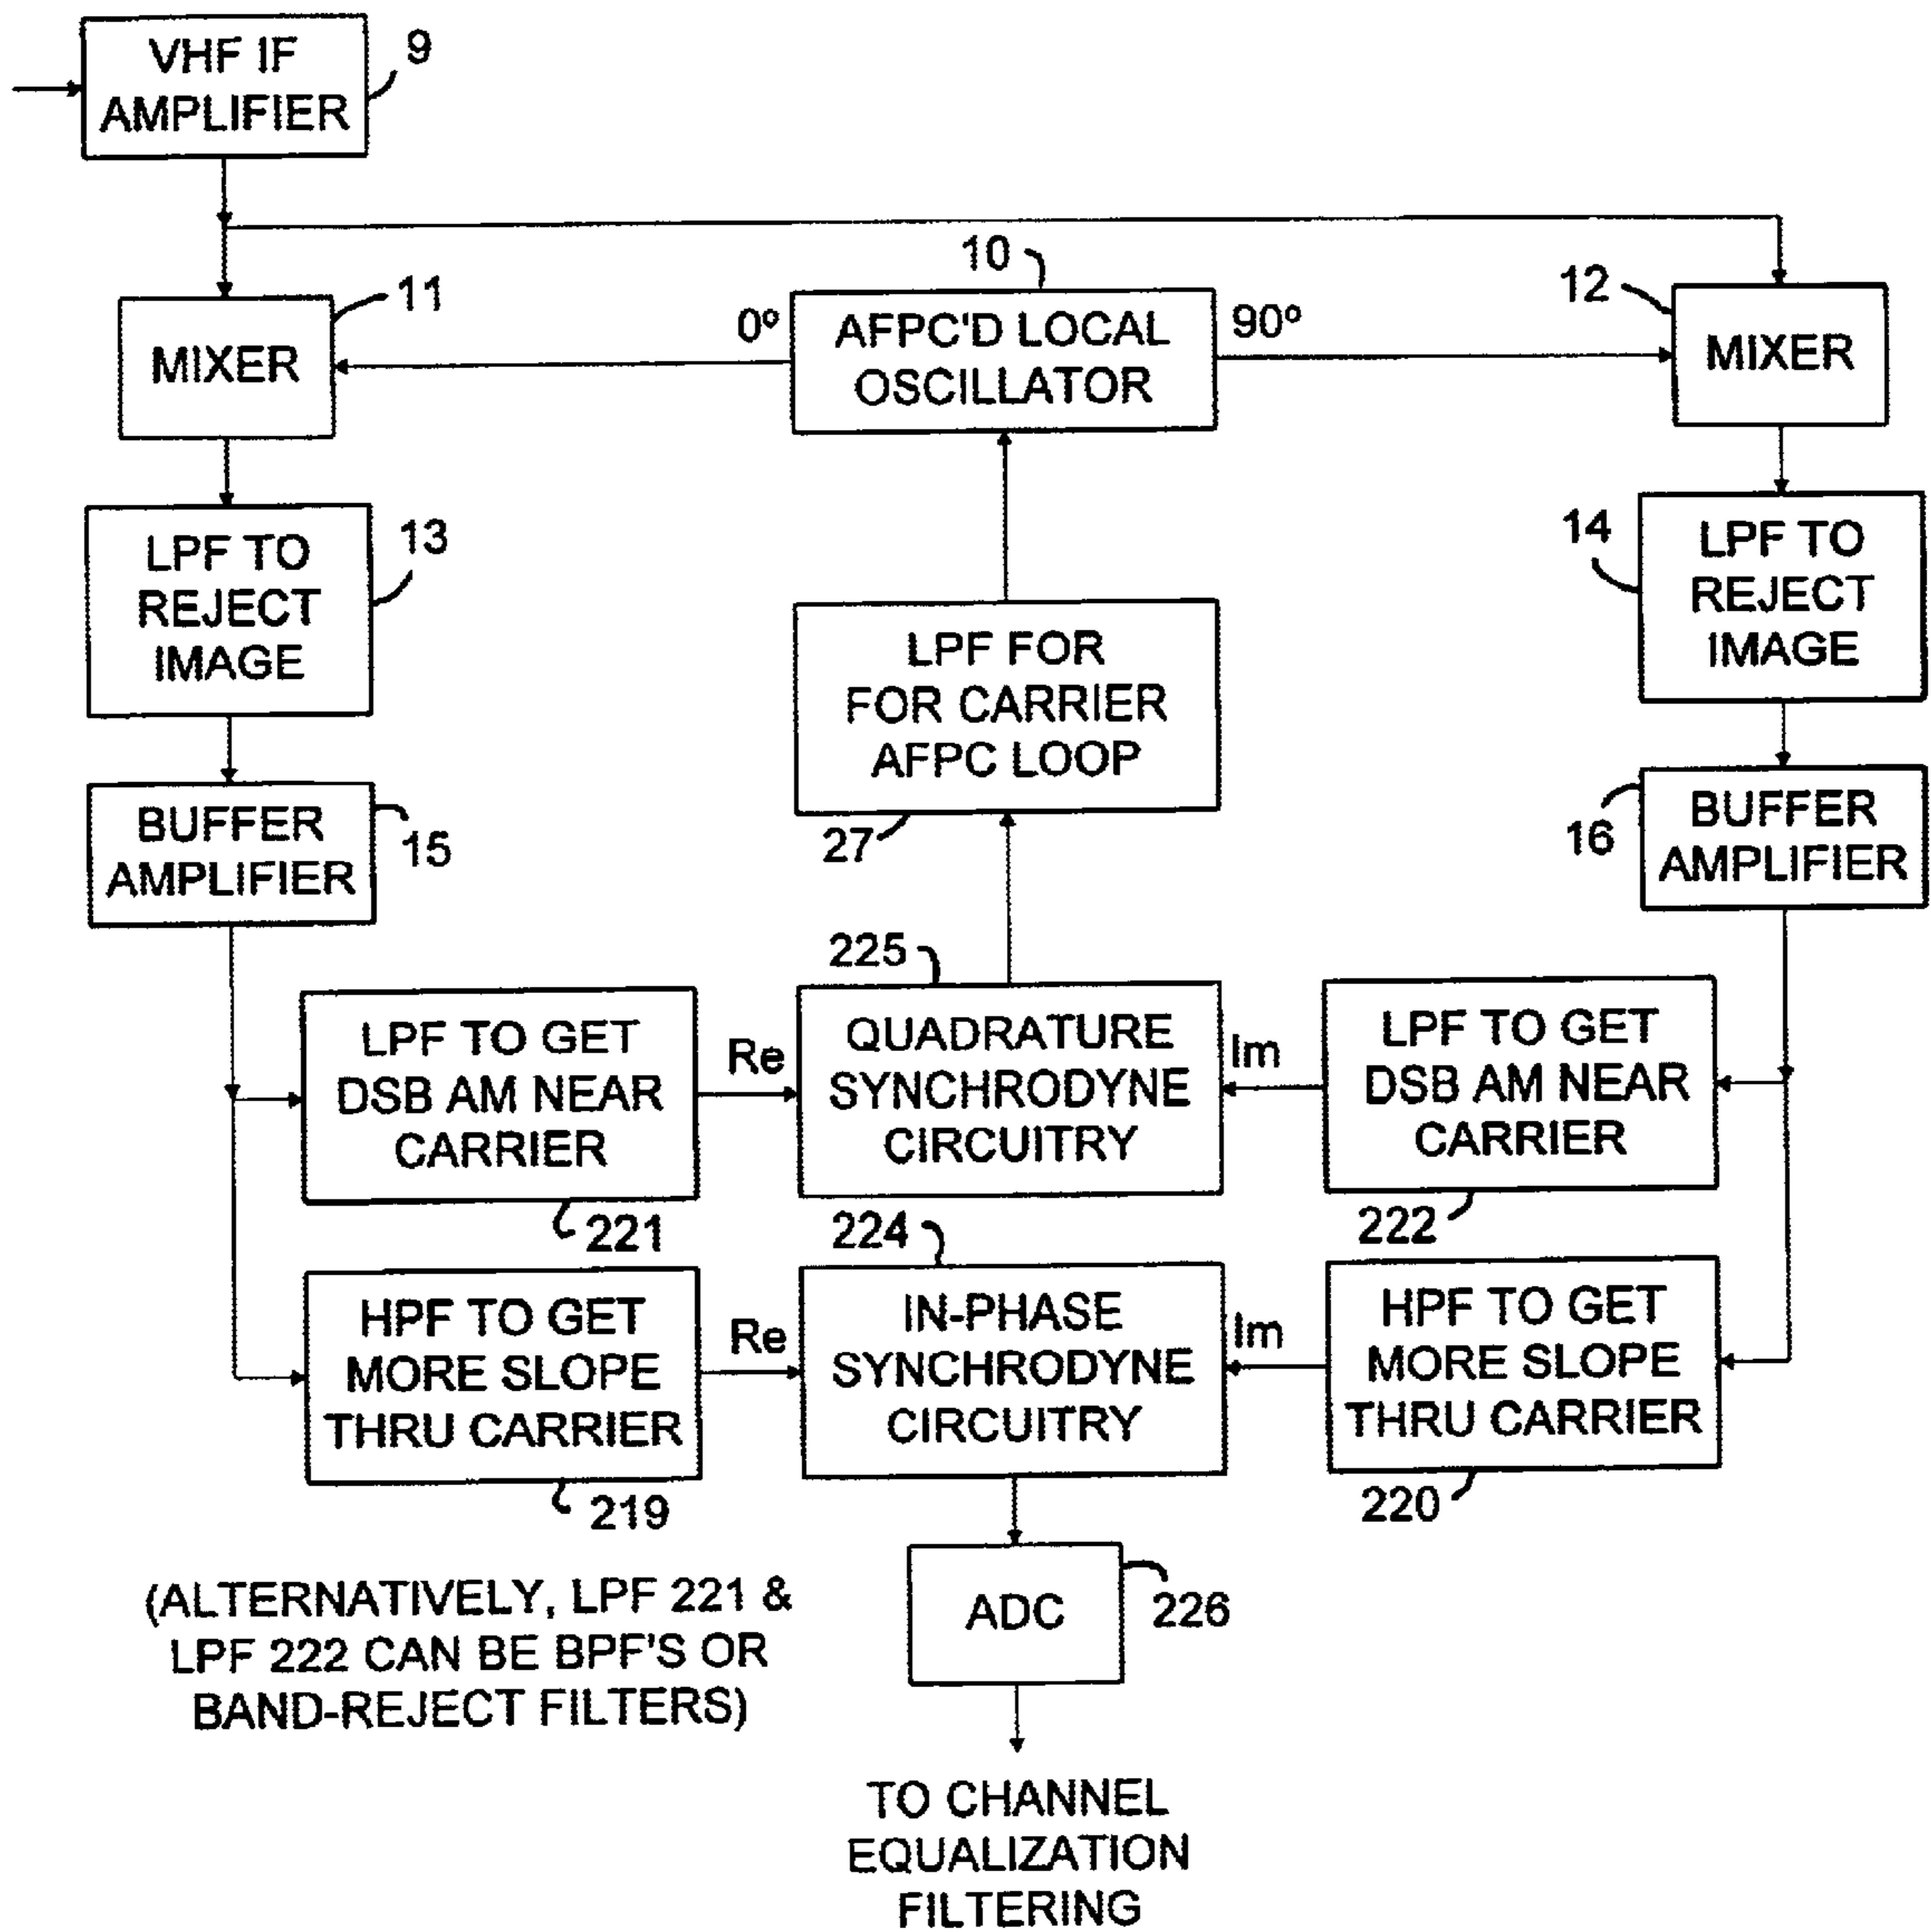 VHF IF
AMPLIFIER
9
10
11
12
0º
90º
MIXER
AFPC'D LOCAL
OSCILLATOR
MIXER
13
LPF TO
REJECT
IMAGE
LPF FOR
FOR CARRIER
AFPC LOOP
27
14
LPF TO
REJECT
IMAGE
BUFFER
AMPLIFIER
15
16
BUFFER
AMPLIFIER
225
LPF TO GET
DSB AM NEAR
CARRIER
221
Re
QUADRATURE
SYNCHRODYNE
CIRCUITRY
Im
LPF TO GET
DSB AM NEAR
CARRIER
222
224
HPF TO GET
MORE SLOPE
THRU CARRIER
219
Re
IN-PHASE
SYNCHRODYNE
CIRCUITRY
Im
HPF TO GET
MORE SLOPE
THRU CARRIER
220
(ALTERNATIVELY, LPF 221 &
LPF 222 CAN BE BPF'S OR
BAND-REJECT FILTERS)
ADC
226
TO CHANNEL
EQUALIZATION
FILTERING